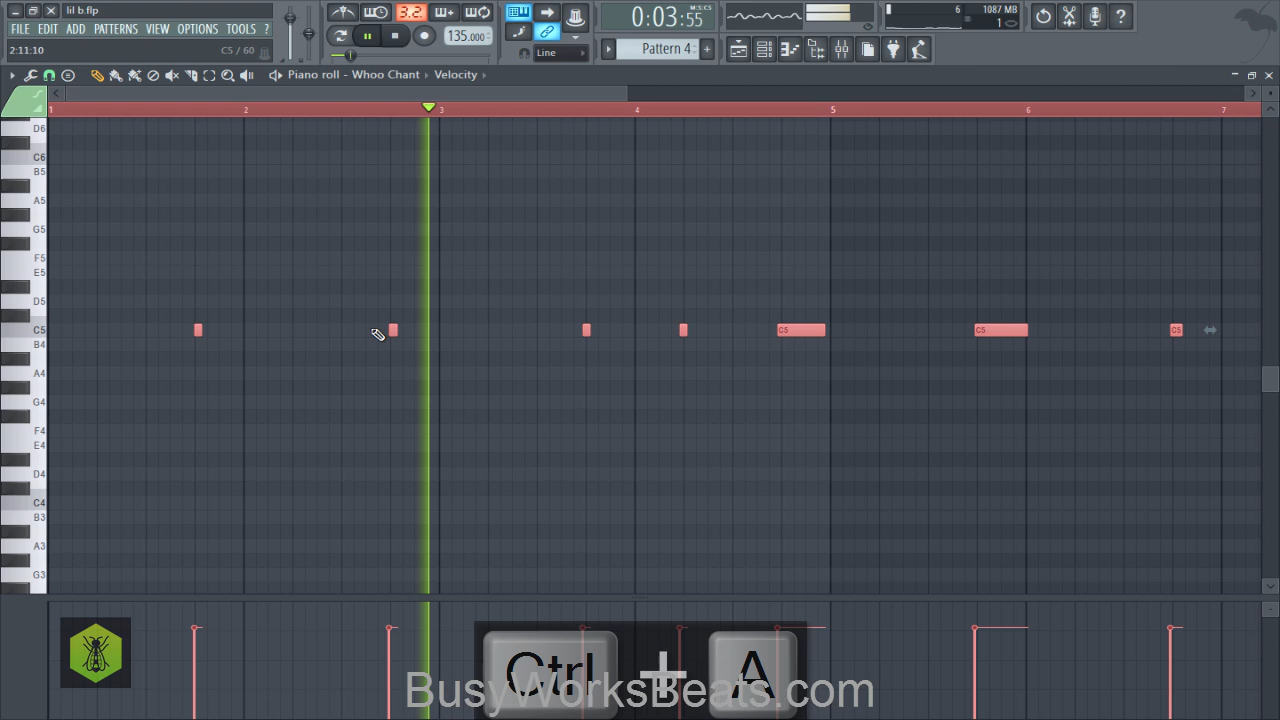 lil b.flp
FILE EDIT ADD PATTERNS VIEW OPTIONS TOOLS ?
2:11:10 C5 / 60
3.2.
135.000
Line
0:03:55
M:S:CS
Pattern 4
6
1087 MB
1
Piano roll - Whoo Chant Velocity
1 2 3 4 5 6 7
D6
C6
B5
A5
G5
F5
E5
D5
C5
C5 C5 C5
B4
A4
G4
F4
E4
D4
C4
B3
A3
G3
Ctrl + A
BusyWorksBeats.com